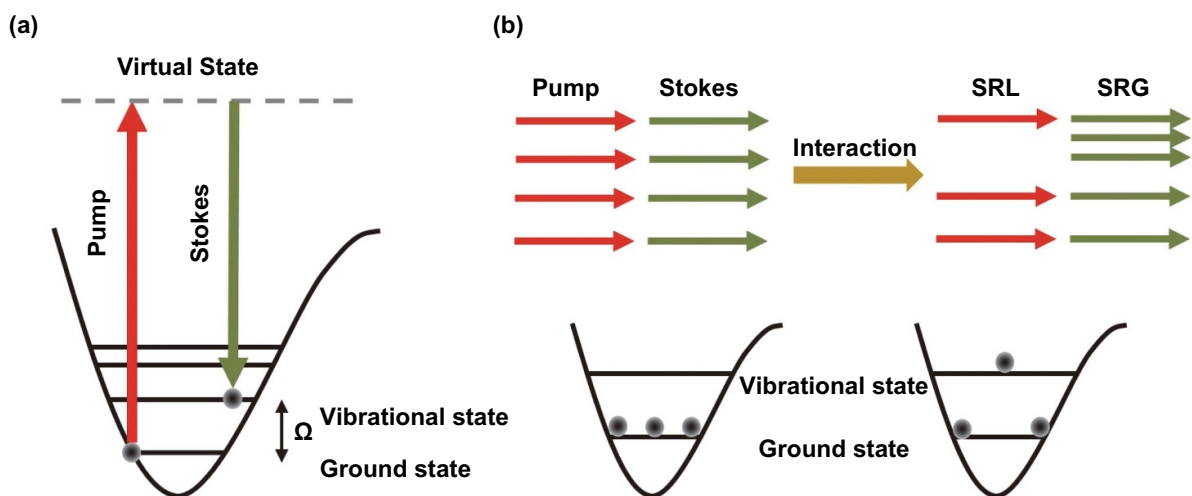 (a)
Virtual State
Pump
Stokes
Ω
Vibrational state
Ground state
(b)
Pump Stokes
Interaction
SRL SRG
Vibrational state
Ground state